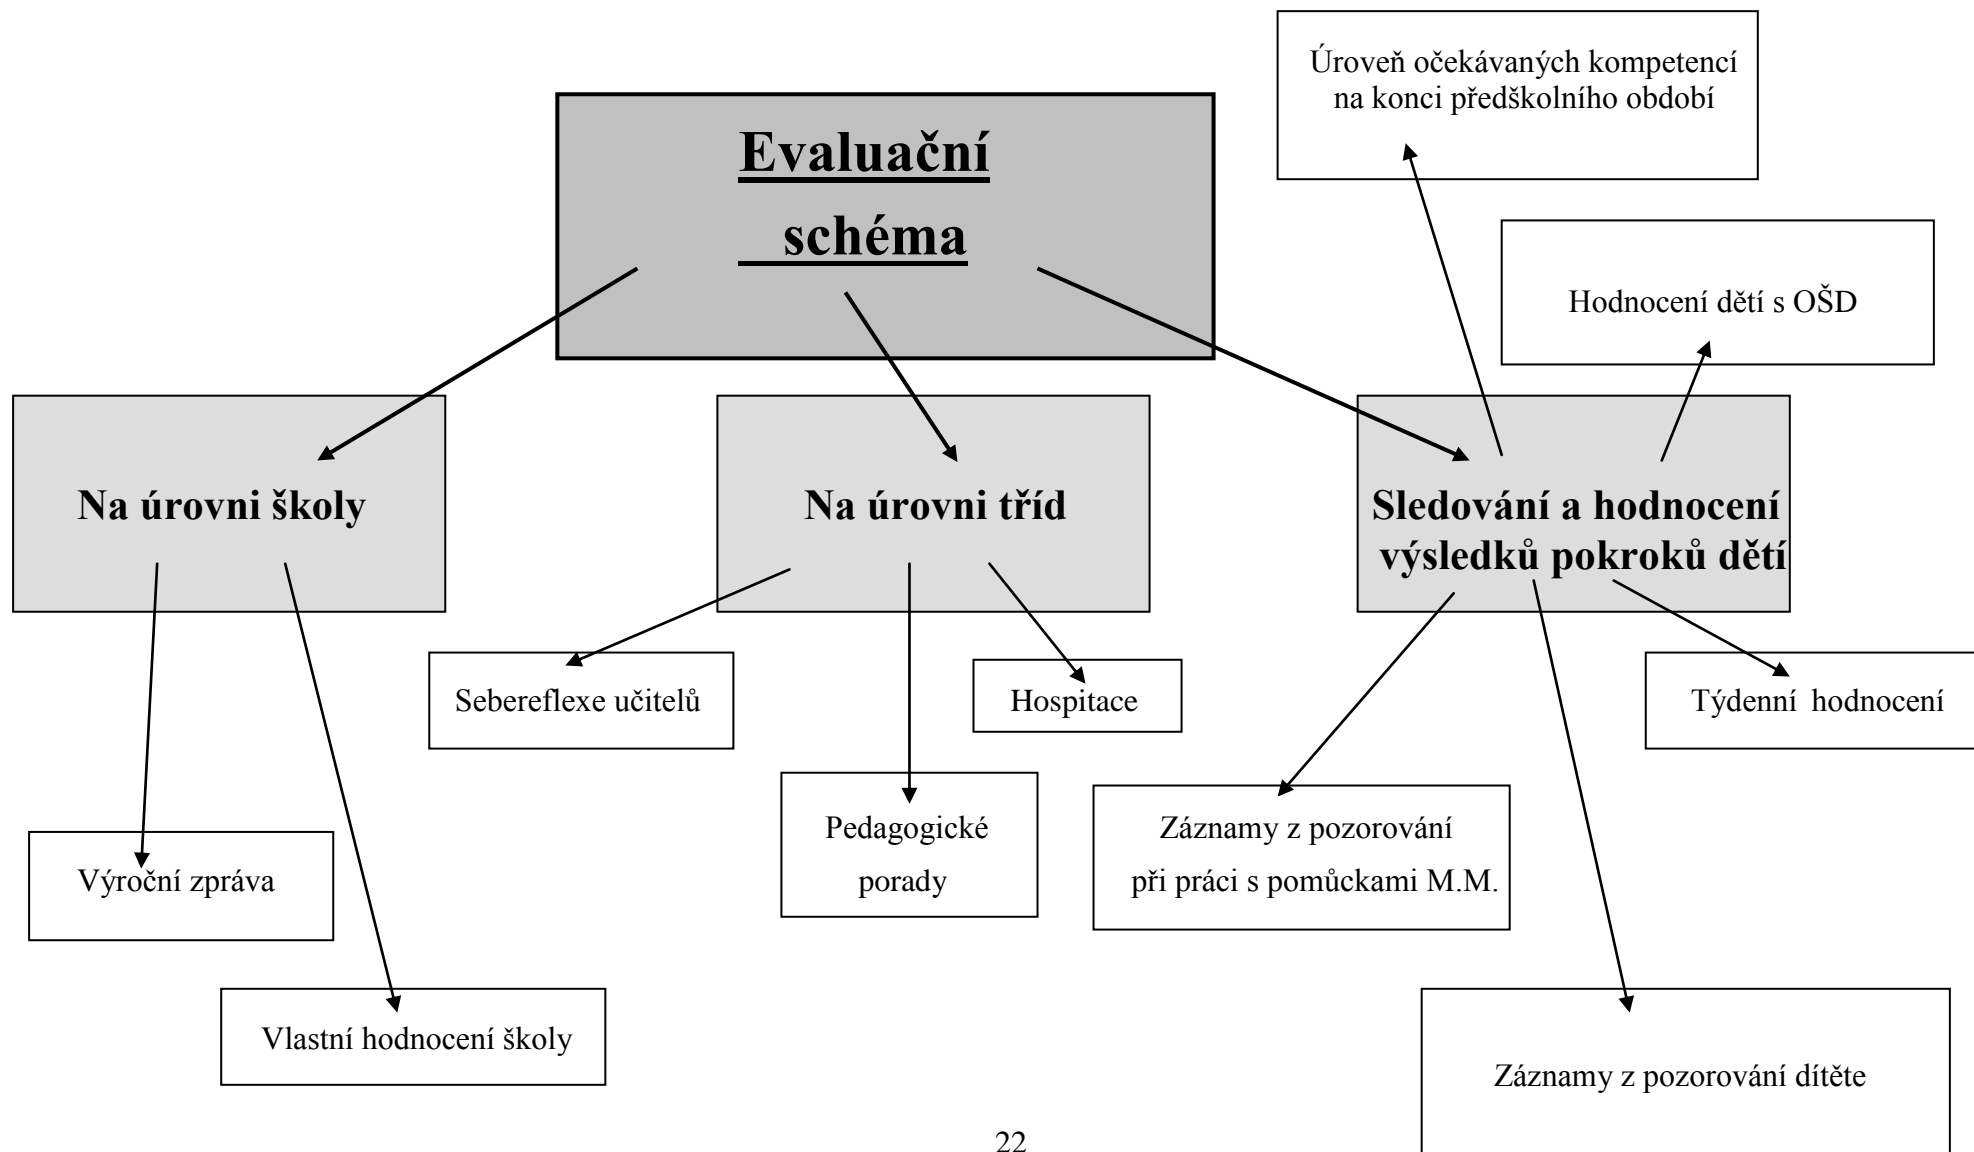 Úroveň očekávaných kompetencí
na konci předškolního období
Evaluační
schéma
Hodnocení dětí s OŠD
Na úrovni školy
Na úrovni tříd
Sledování a hodnocení
výsledků pokroků dětí
Sebereflexe učitelů
Hospitace
Týdenní hodnocení
Pedagogické
porady
Záznamy z pozorování
při práci s pomůckami M.M.
Výroční zpráva
Vlastní hodnocení školy
Záznamy z pozorování dítěte
22